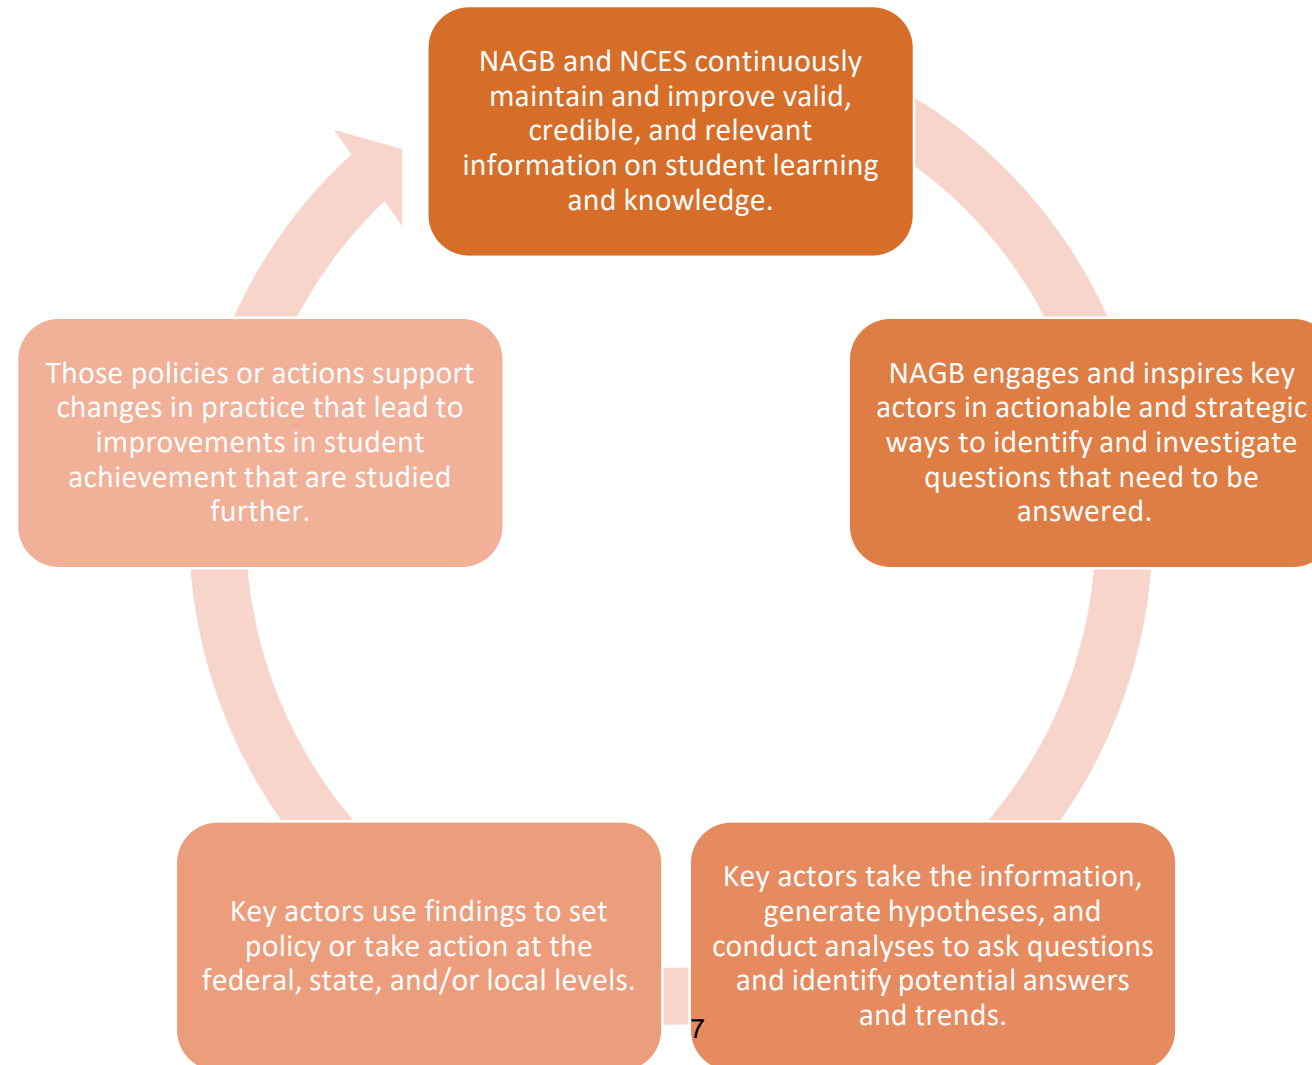 NAGB and NCES continuously
maintain and improve valid,
credible, and relevant
information on student learning
and knowledge.
NAGB engages and inspires key
actors in actionable and strategic
ways to identify and investigate
questions that need to be
answered.
Key actors take the information,
generate hypotheses, and
conduct analyses to ask questions
and identify potential answers
and trends.
Key actors use findings to set
policy or take action at the
federal, state, and/or local levels.
Those policies or actions support
changes in practice that lead to
improvements in student
achievement that are studied
further.
7